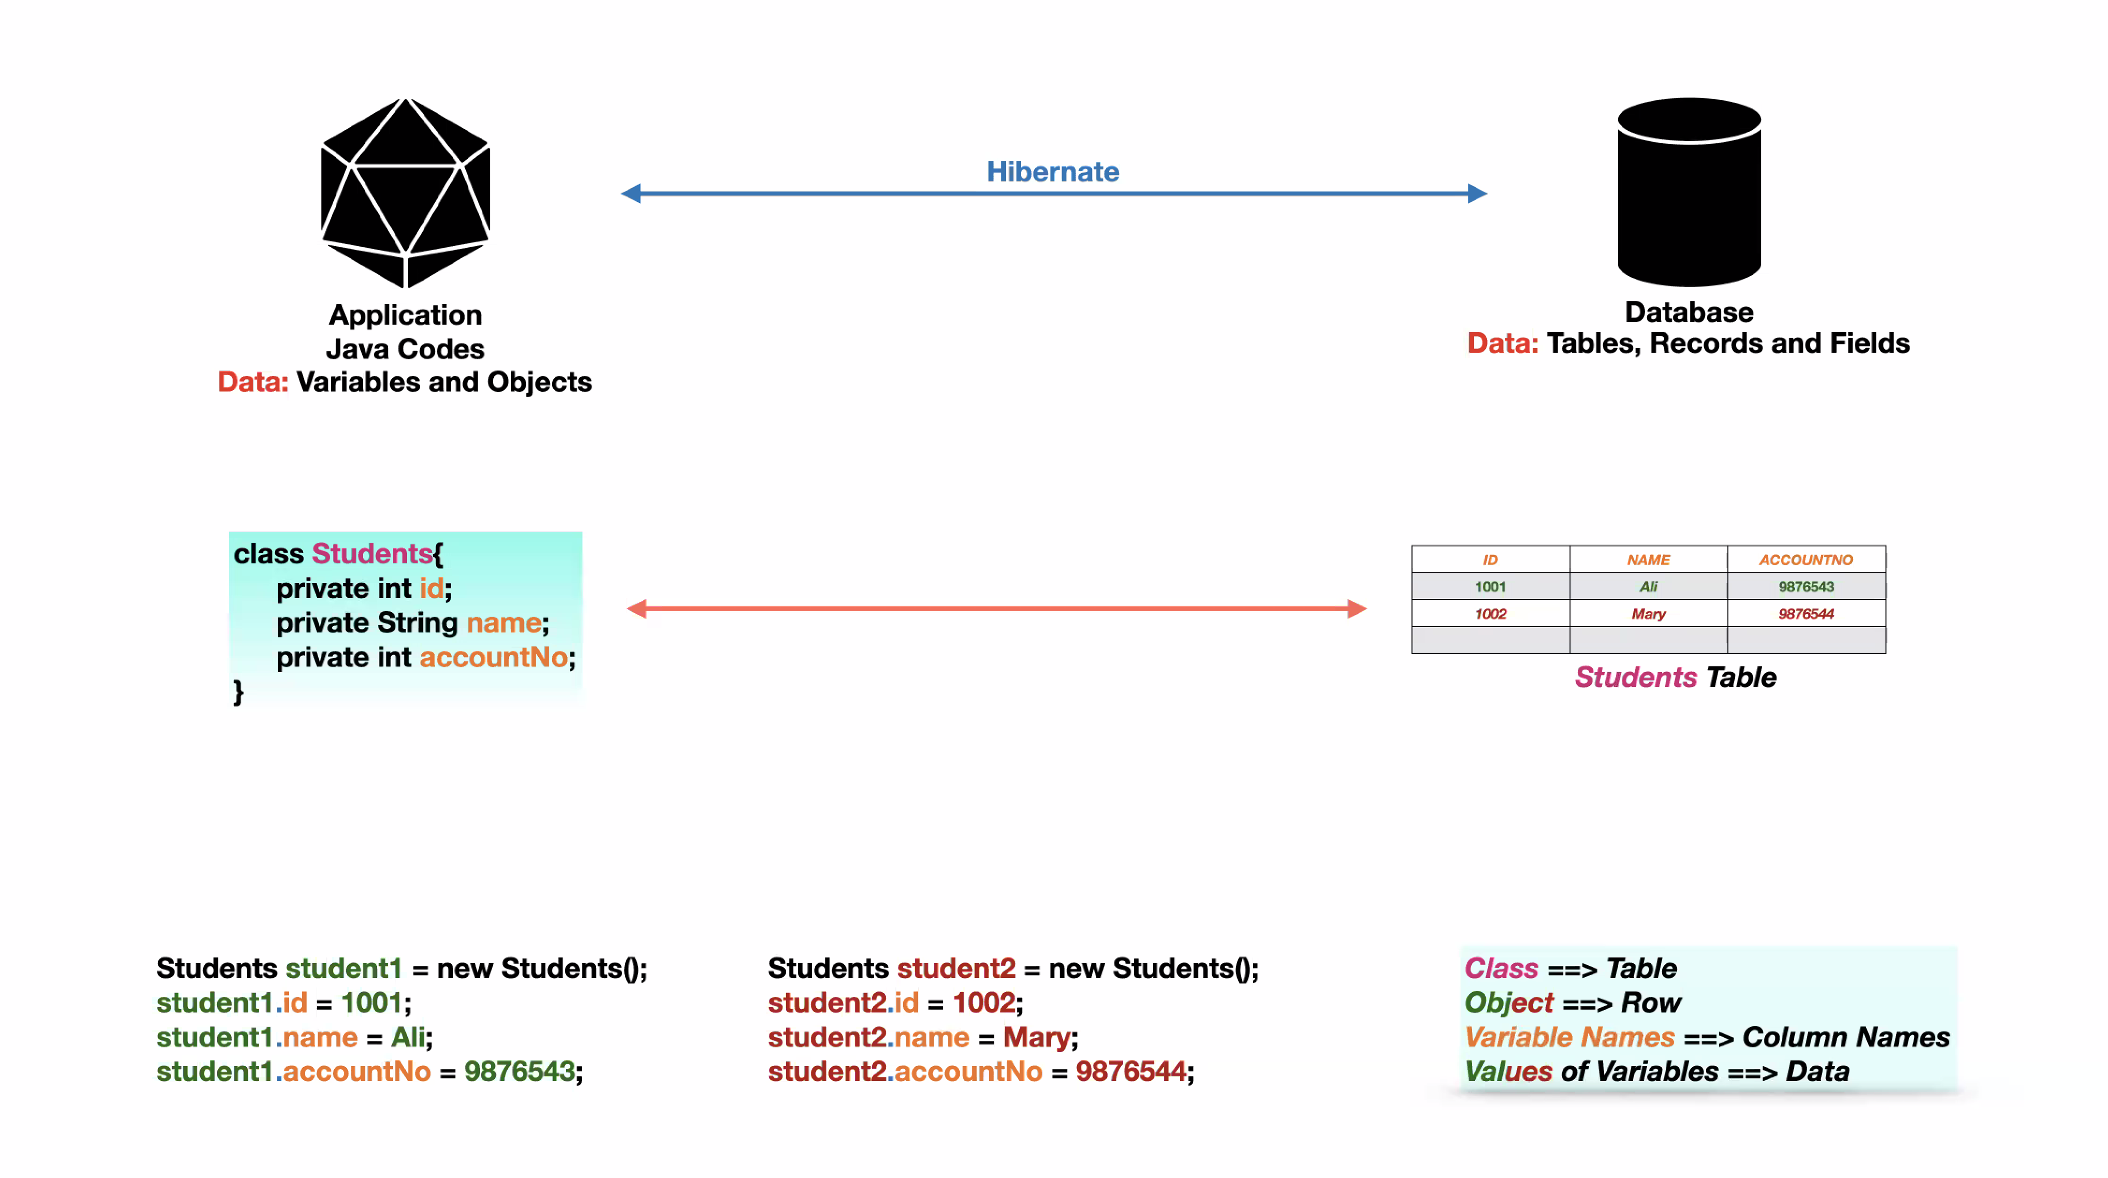 Hibernate
Application
Java Codes
Data: Variables and Objects
Database
Data: Tables, Records and Fields
class Students{
private int id;
private String name;
private int accountNo;
}
ID NAME ACCOUNTNO
1001 Ali 9876543
1002 Mary 9876544
Students Table
Students student1 = new Students();
student1.id = 1001;
student1.name = Ali;
student1.accountNo = 9876543;
Students student2 = new Students();
student2.id = 1002;
student2.name = Mary;
student2.accountNo = 9876544;
Class ==> Table
Object ==> Row
Variable Names ==> Column Names
Values of Variables ==> Data